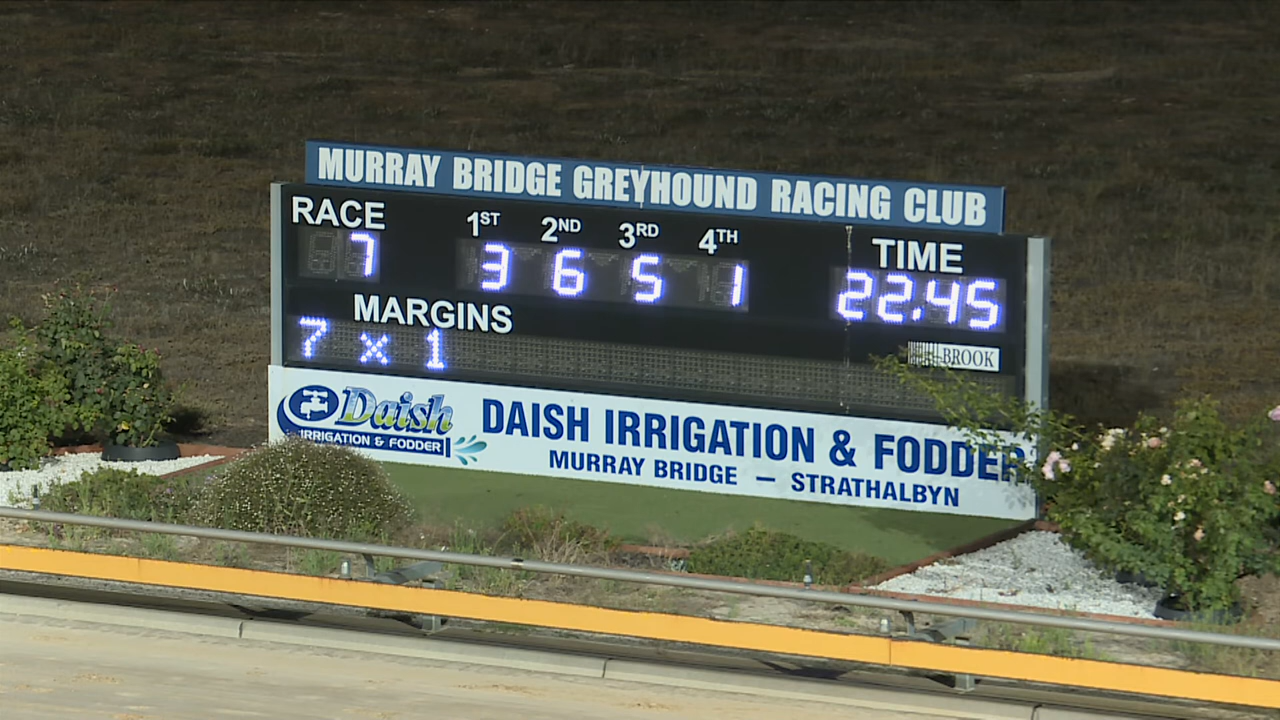 MURRAY BRIDGE GREYHOUND RACING CLUB
RACE 1ST 2ND 3RD 4TH TIME
7 3 6 5 1 22.45
MARGINS
7 x 1
BROOK
Daish
IRRIGATION & FODDER
DAISH IRRIGATION & FODDER
MURRAY BRIDGE – STRATHALBYN